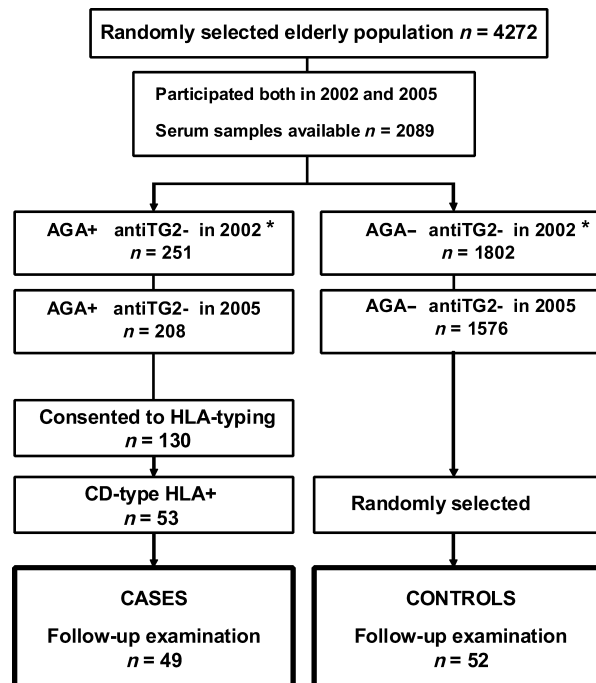 Randomly selected elderly population n = 4272
Participated both in 2002 and 2005
Serum samples available n = 2089
AGA+ antiTG2- in 2002 *
n = 251
AGA– antiTG2- in 2002 *
n = 1802
AGA+ antiTG2- in 2005
n = 208
AGA– antiTG2- in 2005
n = 1576
Consented to HLA-typing
n = 130
CD-type HLA+
n = 53
Randomly selected
CASES
Follow-up examination
n = 49
CONTROLS
Follow-up examination
n = 52